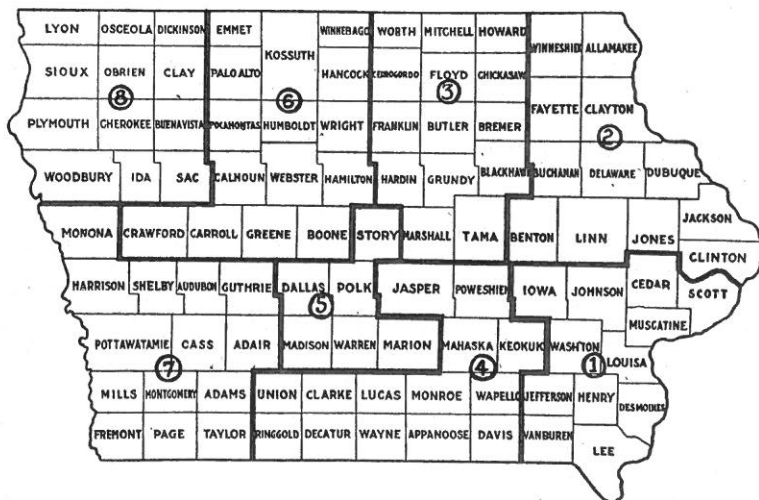 LYON OSCEOLA DICKINSON EMMET WINNEBAGO WORTH MITCHELL HOWARD
KOSSUTH WINNESHIEK ALLAMAKEE
SIOUX OBRIEN CLAY PALO ALTO HANCOCK CERROGORDO FLOYD CHICKASAW
8 6 3
PLYMOUTH CHEROKEE BUENAVISTA POCAHONTAS HUMBOLDT WRIGHT FRANKLIN BUTLER BREMER FAYETTE CLAYTON
2
WOODBURY IDA SAC CALHOUN WEBSTER HAMILTON HARDIN GRUNDY BLACKHAWK BUCHANAN DELAWARE DUBUQUE
JACKSON
MONONA CRAWFORD CARROLL GREENE BOONE STORY MARSHALL TAMA BENTON LINN JONES
CLINTON
HARRISON SHELBY AUDUBON GUTHRIE DALLAS POLK JASPER POWESHIEK IOWA JOHNSON CEDAR SCOTT
5
MUSCATINE
POTTAWATAMIE CASS ADAIR MADISON WARREN MARION MAHASKA KEOKUK WASH'TON LOUISA
7 4 1
MILLS MONTGOMERY ADAMS UNION CLARKE LUCAS MONROE WAPELLO JEFFERSON HENRY DESMOINES
FREMONT PAGE TAYLOR RINGGOLD DECATUR WAYNE APPANOOSE DAVIS VANBUREN LEE